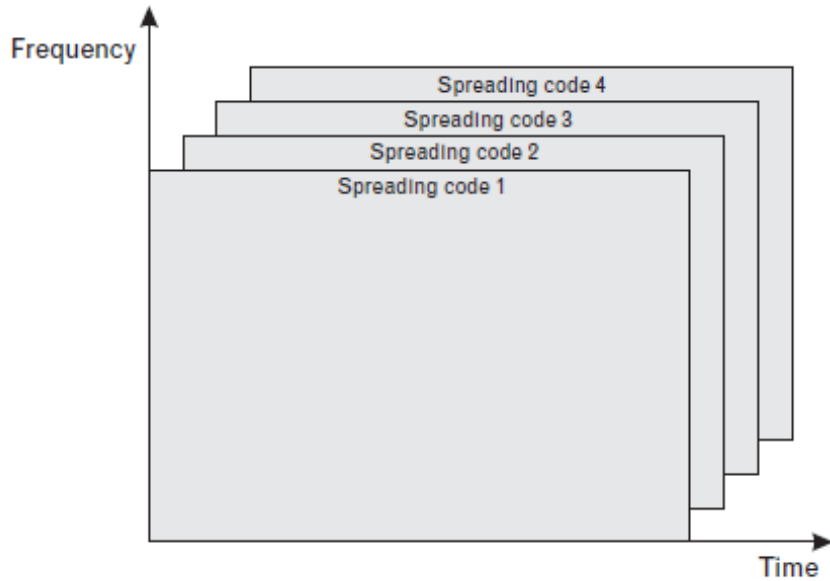 Frequency
Spreading code 4
Spreading code 3
Spreading code 2
Spreading code 1
Time